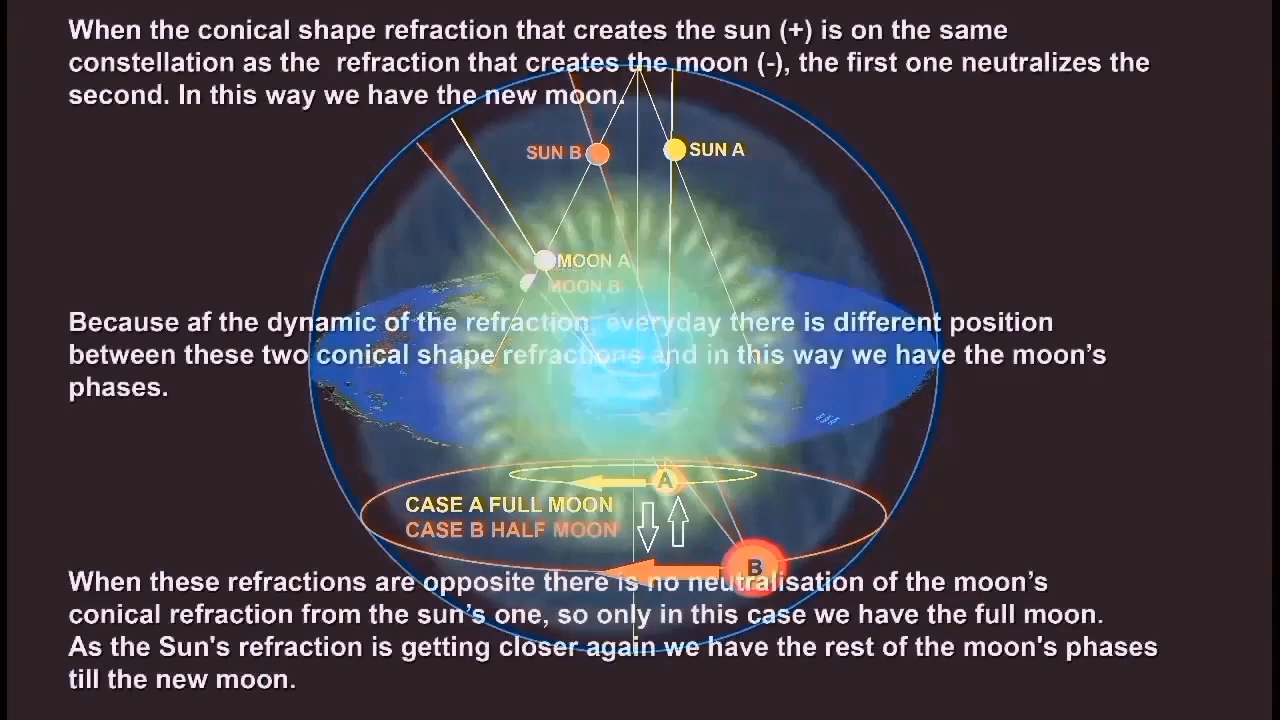 When the conical shape refraction that creates the sun (+) is on the same
constellation as the refraction that creates the moon (-), the first one neutralizes the
second. In this way we have the new moon.
SUN B
SUN A
MOON A
MOON B
Because af the dynamic of the refraction, everyday there is different position
between these two conical shape refractions and in this way we have the moon's
phases.
A
CASE A FULL MOON
CASE B HALF MOON
B
When these refractions are opposite there is no neutralisation of the moon's
conical refraction from the sun's one, so only in this case we have the full moon.
As the Sun's refraction is getting closer again we have the rest of the moon's phases
till the new moon.